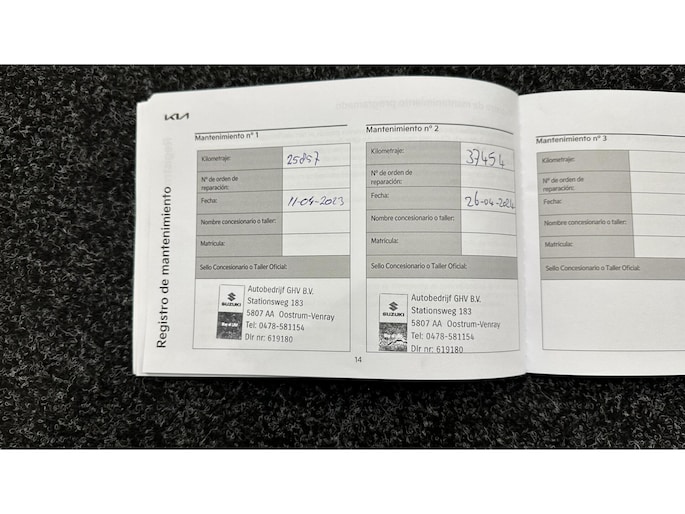 KIA
Registro de mantenimiento
Mantenimiento nº 1
Kilometraje: 25857
Nº de orden de
reparación:
Fecha: 11-04-2023
Nombre concesionario o taller:
Matrícula:
Sello Concesionario o Taller Oficial:
SUZUKI
Autobedrijf GHV B.V.
Stationsweg 183
5807 AA Oostrum-Venray
Tel: 0478-581154
Dlr nr: 619180
Mantenimiento nº 2
Kilometraje: 37454
Nº de orden de
reparación:
Fecha: 26-04-2024
Nombre concesionario o taller:
Matrícula:
Sello Concesionario o Taller Oficial:
SUZUKI
Autobedrijf GHV B.V.
Stationsweg 183
5807 AA Oostrum-Venray
Tel: 0478-581154
Dlr nr: 619180
14
Mantenimiento nº 3
Kilometraje:
Nº de orden de
reparación:
Fecha:
Nombre concesionario o taller:
Matrícula:
Sello Concesionario o Taller Oficial: